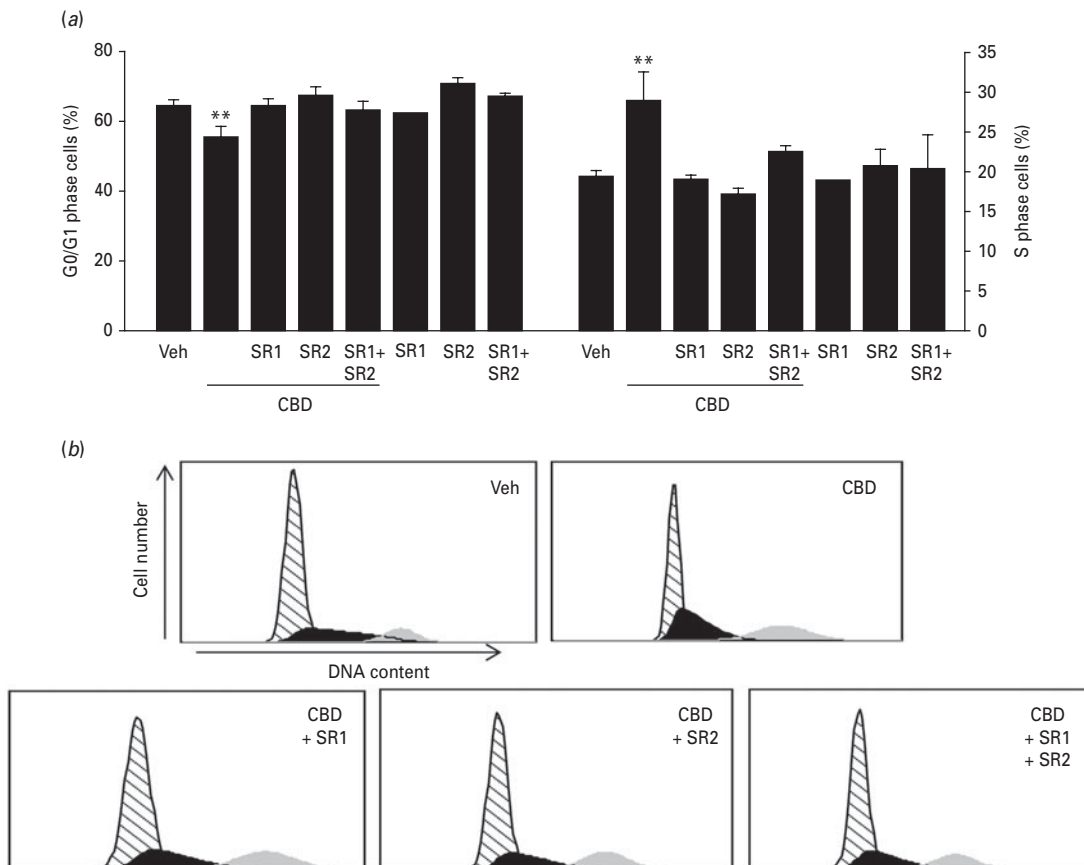 (a)
80
60
40
20
0
G0/G1 phase cells (%)
35
30
25
20
15
10
5
0
S phase cells (%)
**
**
Veh SR1 SR2 SR1+ SR1 SR2 SR1+ Veh SR1 SR2 SR1+ SR1 SR2 SR1+
SR2 SR2 SR2 SR2
CBD CBD
(b)
Cell number
Veh
CBD
DNA content
CBD
+ SR1
CBD
+ SR2
CBD
+ SR1
+ SR2